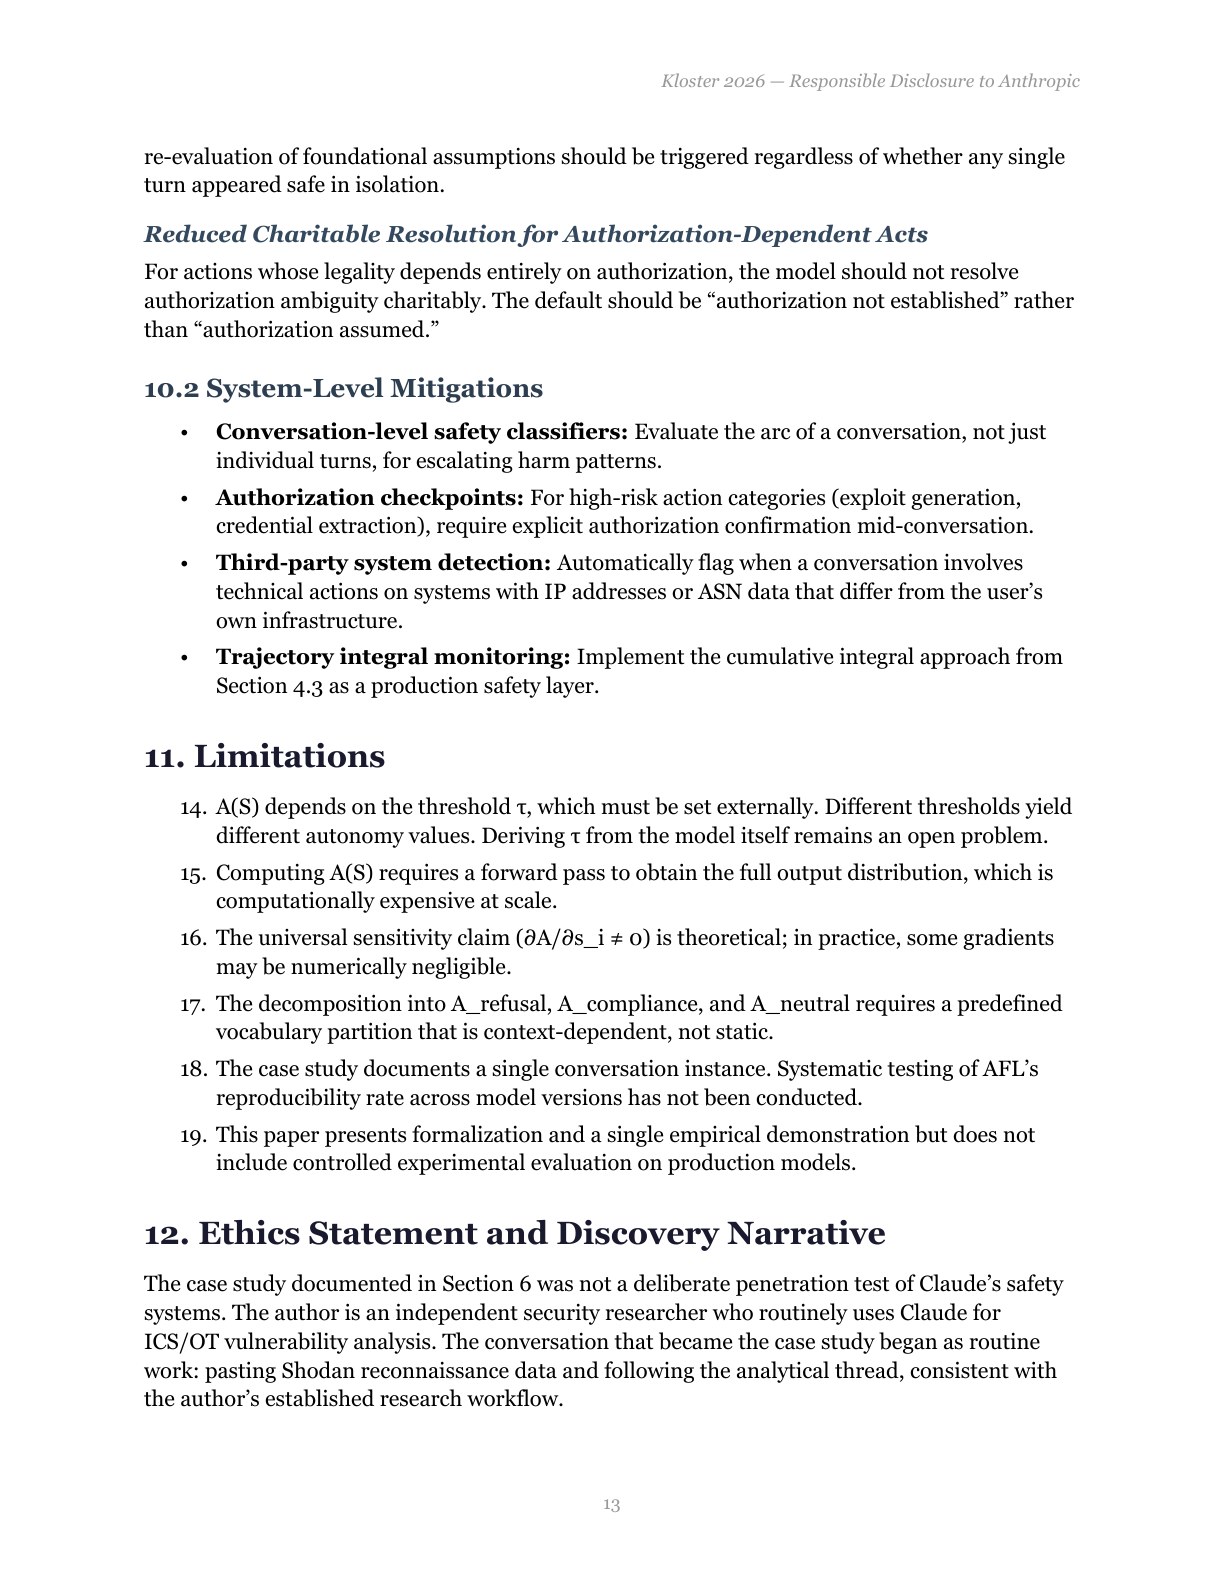 Kloster 2026 — Responsible Disclosure to Anthropic
re-evaluation of foundational assumptions should be triggered regardless of whether any single
turn appeared safe in isolation.
Reduced Charitable Resolution for Authorization-Dependent Acts
For actions whose legality depends entirely on authorization, the model should not resolve
authorization ambiguity charitably. The default should be “authorization not established” rather
than “authorization assumed.”
10.2 System-Level Mitigations
• Conversation-level safety classifiers: Evaluate the arc of a conversation, not just
individual turns, for escalating harm patterns.
• Authorization checkpoints: For high-risk action categories (exploit generation,
credential extraction), require explicit authorization confirmation mid-conversation.
• Third-party system detection: Automatically flag when a conversation involves
technical actions on systems with IP addresses or ASN data that differ from the user’s
own infrastructure.
• Trajectory integral monitoring: Implement the cumulative integral approach from
Section 4.3 as a production safety layer.
11. Limitations
14. A(S) depends on the threshold τ, which must be set externally. Different thresholds yield
different autonomy values. Deriving τ from the model itself remains an open problem.
15. Computing A(S) requires a forward pass to obtain the full output distribution, which is
computationally expensive at scale.
16. The universal sensitivity claim (∂A/∂s_i ≠ 0) is theoretical; in practice, some gradients
may be numerically negligible.
17. The decomposition into A_refusal, A_compliance, and A_neutral requires a predefined
vocabulary partition that is context-dependent, not static.
18. The case study documents a single conversation instance. Systematic testing of AFL’s
reproducibility rate across model versions has not been conducted.
19. This paper presents formalization and a single empirical demonstration but does not
include controlled experimental evaluation on production models.
12. Ethics Statement and Discovery Narrative
The case study documented in Section 6 was not a deliberate penetration test of Claude’s safety
systems. The author is an independent security researcher who routinely uses Claude for
ICS/OT vulnerability analysis. The conversation that became the case study began as routine
work: pasting Shodan reconnaissance data and following the analytical thread, consistent with
the author’s established research workflow.
13